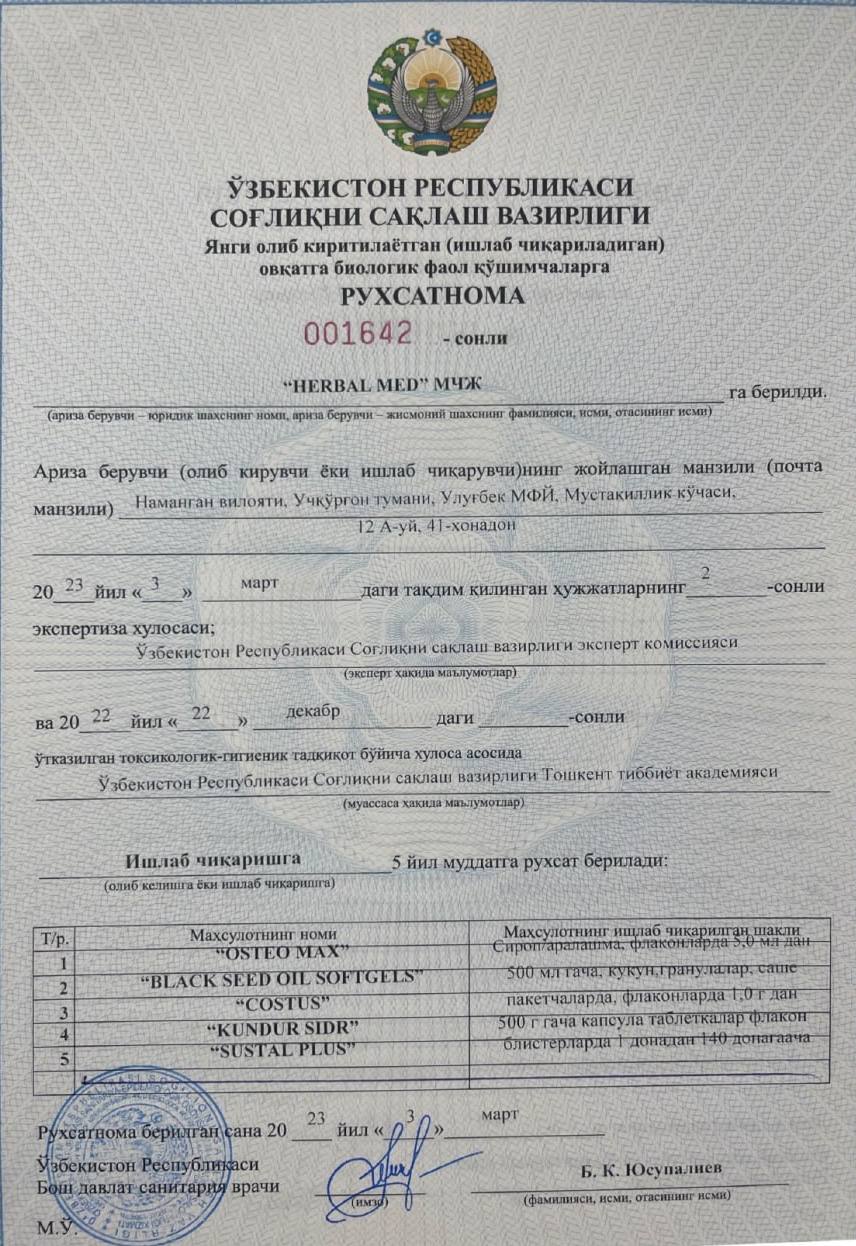 ЎЗБЕКИСТОН РЕСПУБЛИКАСИ
СОҒЛИҚНИ САҚЛАШ ВАЗИРЛИГИ
Янги олиб киритилаётган (ишлаб чиқариладиган)
овқатга биологик фаол қўшимчаларга
РУХСАТНОМА
001642 - сонли
“HERBAL MED” МЧЖ га берилди.
(ариза берувчи – юридик шахснинг номи, ариза берувчи – жисмоний шахснинг фамилияси, исми, отасининг исми)
Ариза берувчи (олиб кирувчи ёки ишлаб чиқарувчи)нинг жойлашган манзили (почта
манзили) Наманган вилояти, Учқўрғон тумани, Улуғбек МФЙ, Мустакиллик кўчаси,
12 А-уй, 41-хонадон
20 23 йил « 3 » март даги тақдим қилинган ҳужжатларнинг 2 -сонли
экспертиза хулосаси;
Ўзбекистон Республикаси Соғлиқни сақлаш вазирлиги эксперт комиссияси
(эксперт ҳақида маълумотлар)
ва 20 22 йил « 22 » декабр даги -сонли
ўтказилган токсикологик-гигиеник тадқиқот бўйича хулоса асосида
Ўзбекистон Республикаси Соғлиқни сақлаш вазирлиги Тошкент тиббиёт академияси
(муассаса ҳақида маълумотлар)
Ишлаб чиқаришга 5 йил муддатга рухсат берилади:
(олиб келишга ёки ишлаб чиқаришга)
Т/р. Маҳсулотнинг номи Маҳсулотнинг ишлаб чиқарилган шакли
1 “OSTEO MAX” Сироп/аралашма, флаконларда 5,0 мл дан
2 “BLACK SEED OIL SOFTGELS” 500 мл гача, кукун,гранулалар, саше
3 “COSTUS” пакетчаларда, флаконларда 1,0 г дан
4 “KUNDUR SIDR” 500 г гача капсула таблеткалар флакон
5 “SUSTAL PLUS” блистерларда 1 донадан 140 донагаача
Рухсатнома берилган сана 20 23 йил « 3 » март
Ўзбекистон Республикаси
Бош давлат санитария врачи Б. К. Юсупалиев
(имзо) (фамилияси, исми, отасининг исми)
М.Ў.